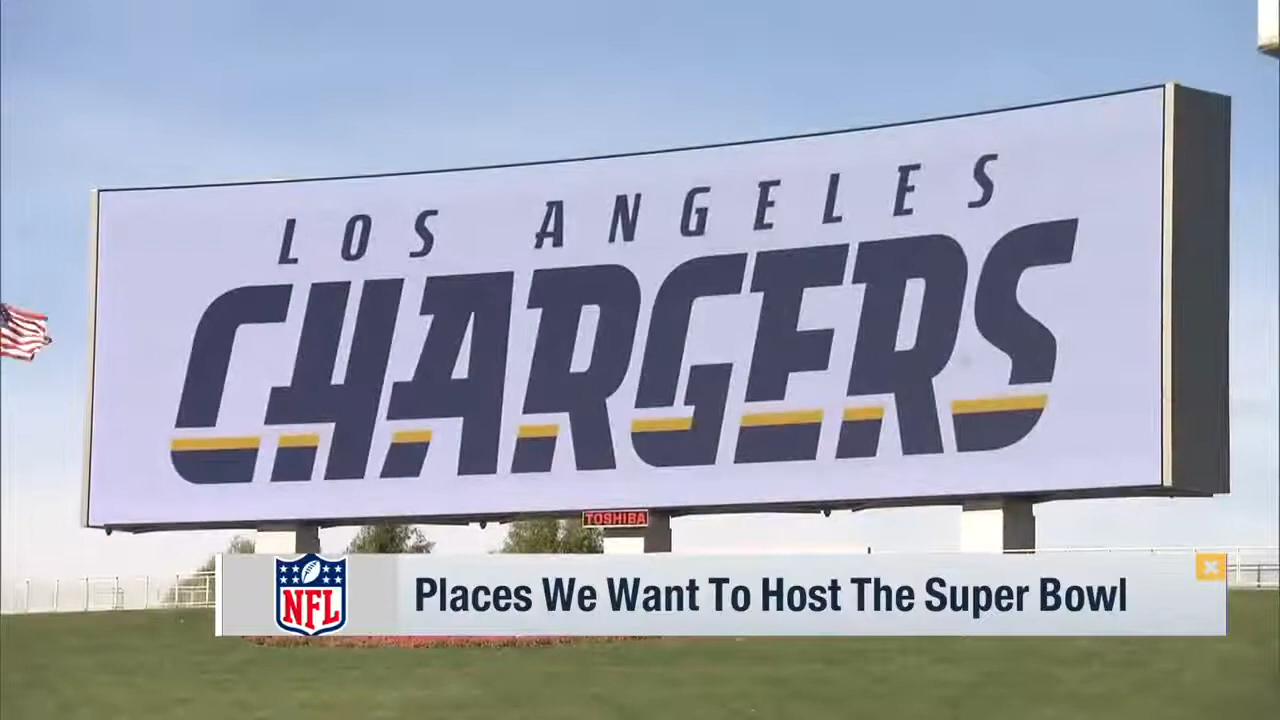 LOS ANGELES
CHARGERS
TOSHIBA
NFL
Places We Want To Host The Super Bowl